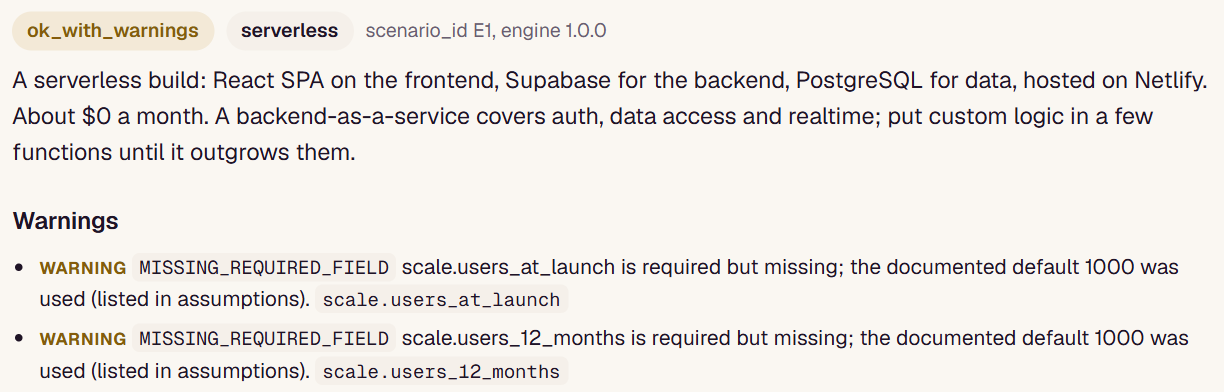 ok_with_warnings serverless scenario_id E1, engine 1.0.0
A serverless build: React SPA on the frontend, Supabase for the backend, PostgreSQL for data, hosted on Netlify.
About $0 a month. A backend-as-a-service covers auth, data access and realtime; put custom logic in a few
functions until it outgrows them.
Warnings
• WARNING MISSING_REQUIRED_FIELD scale.users_at_launch is required but missing; the documented default 1000 was
used (listed in assumptions). scale.users_at_launch
• WARNING MISSING_REQUIRED_FIELD scale.users_12_months is required but missing; the documented default 1000 was
used (listed in assumptions). scale.users_12_months